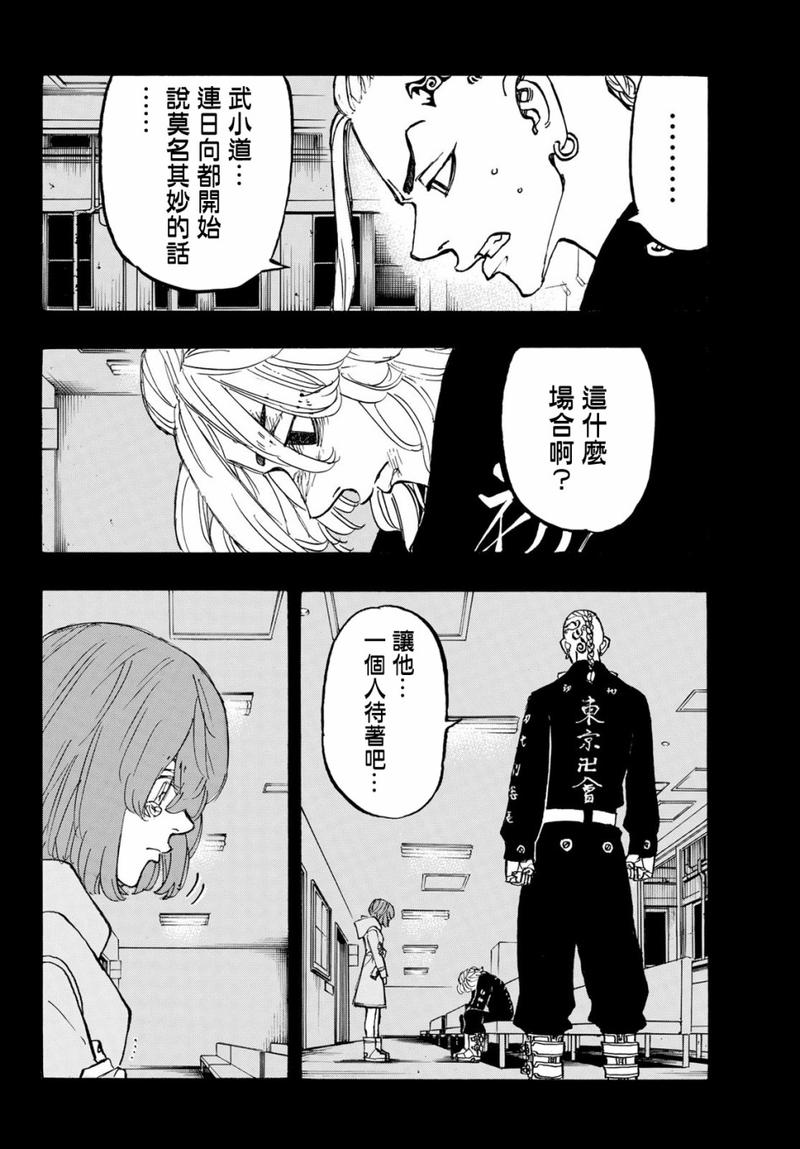 ………
武小道…
連日向都開始
說莫名其妙的話
……
這什麼
場合啊？
初
讓他…
一個人待著吧…
東京卍會
……